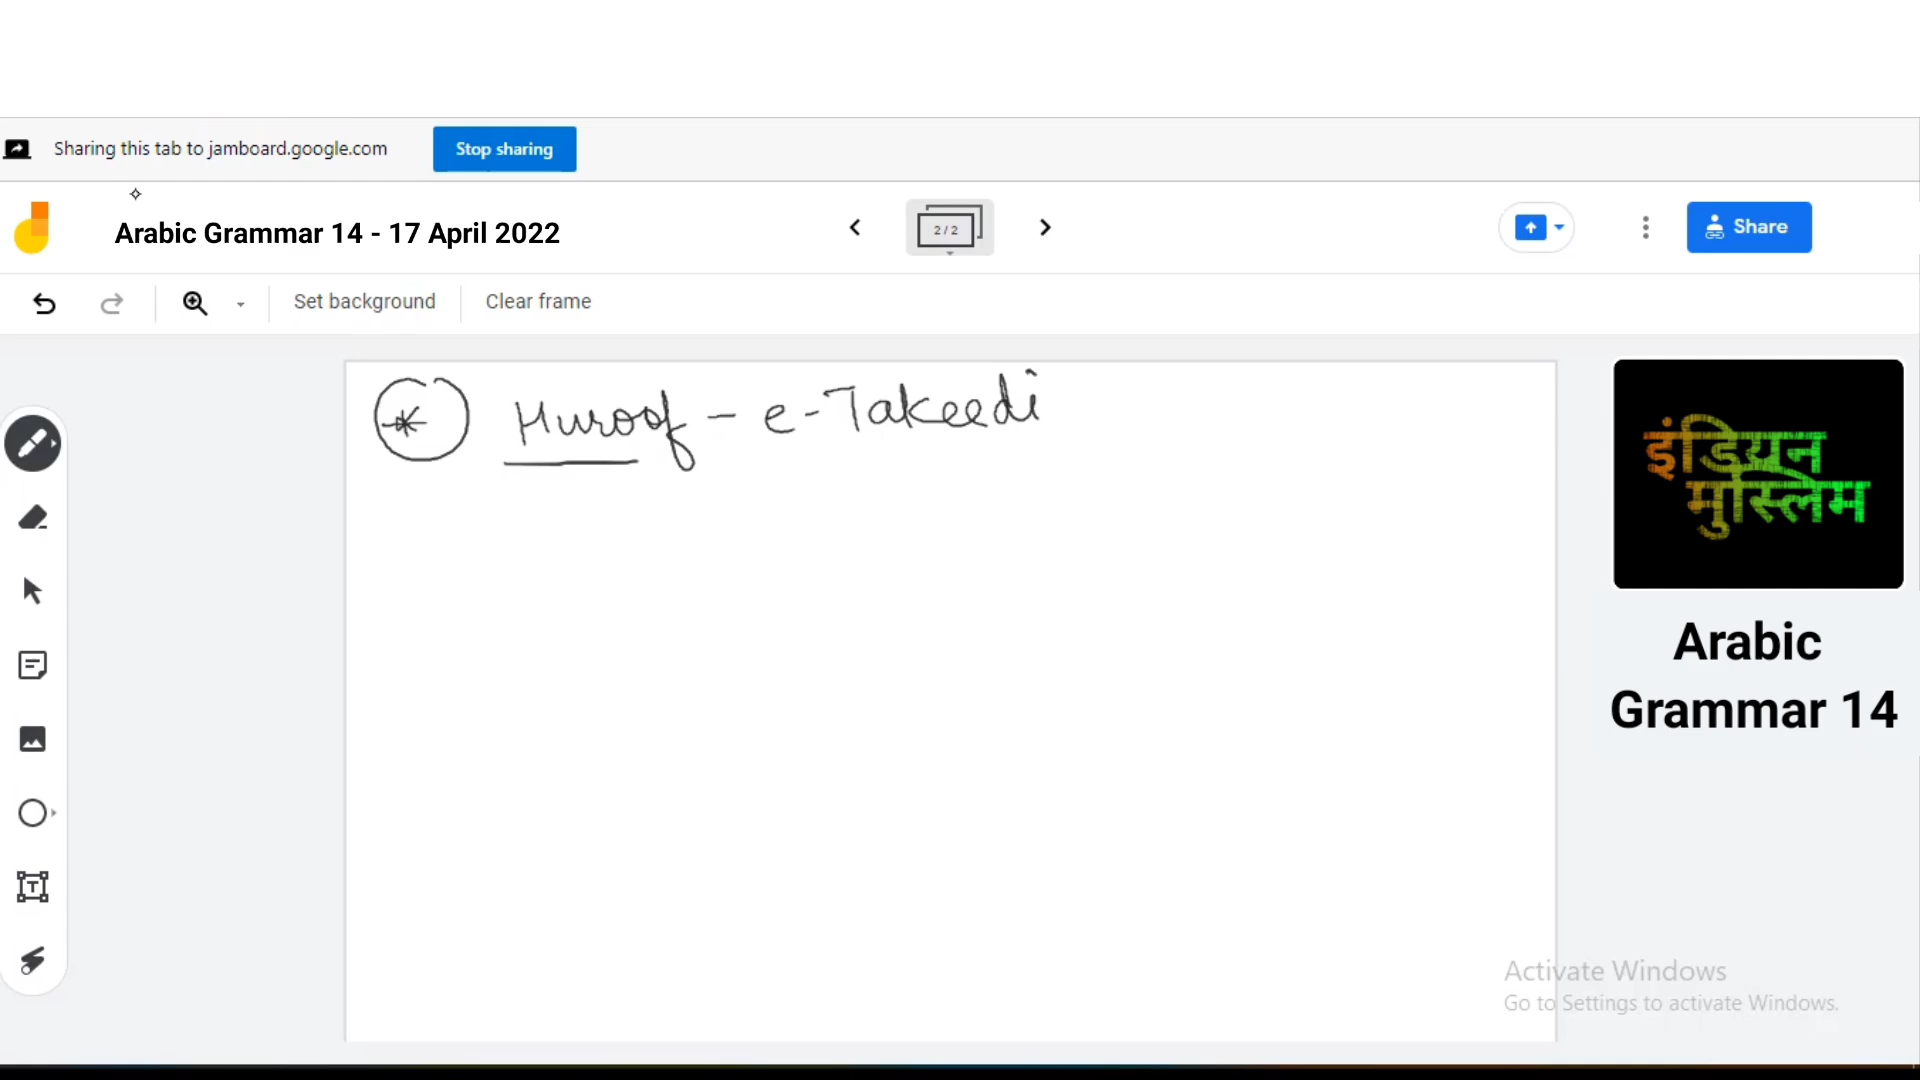 Sharing this tab to jamboard.google.com
Stop sharing
Arabic Grammar 14 - 17 April 2022
2 / 2
Share
Set background
Clear frame
* Huroof - e - Takeedi
इंडियन
मुस्लिम
Arabic
Grammar 14
Activate Windows
Go to Settings to activate Windows.